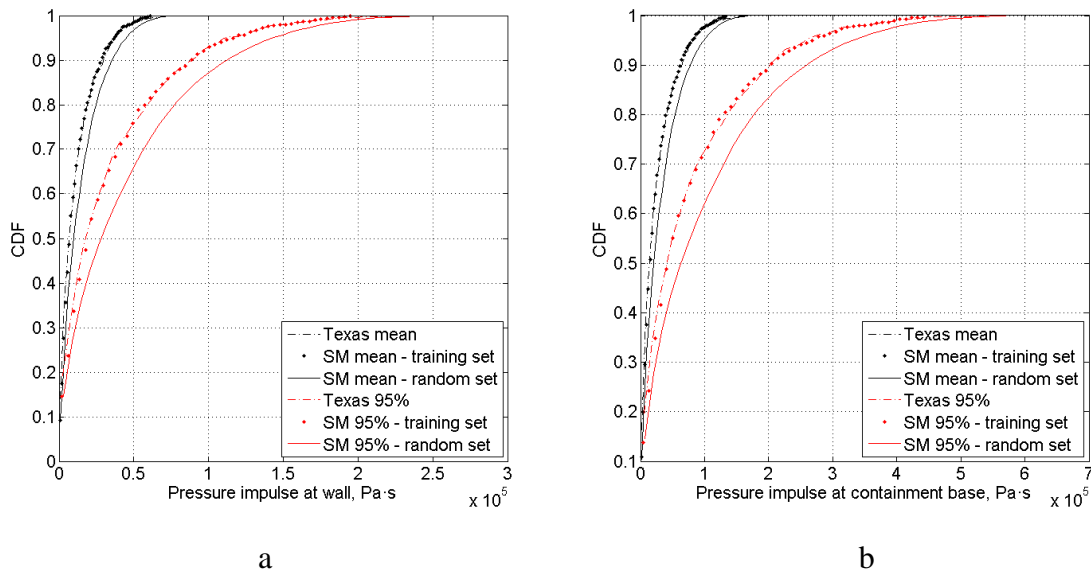 1
0.9
0.8
0.7
0.6
0.5
0.4
0.3
0.2
0.1
0
CDF
0 0.5 1 1.5 2 2.5 3
Pressure impulse at wall, Pa·s
x 10^5
Texas mean
SM mean - training set
SM mean - random set
Texas 95%
SM 95% - training set
SM 95% - random set
a
1
0.9
0.8
0.7
0.6
0.5
0.4
0.3
0.2
0.1
CDF
0 1 2 3 4 5 6 7
Pressure impulse at containment base, Pa·s
x 10^5
Texas mean
SM mean - training set
SM mean - random set
Texas 95%
SM 95% - training set
SM 95% - random set
b